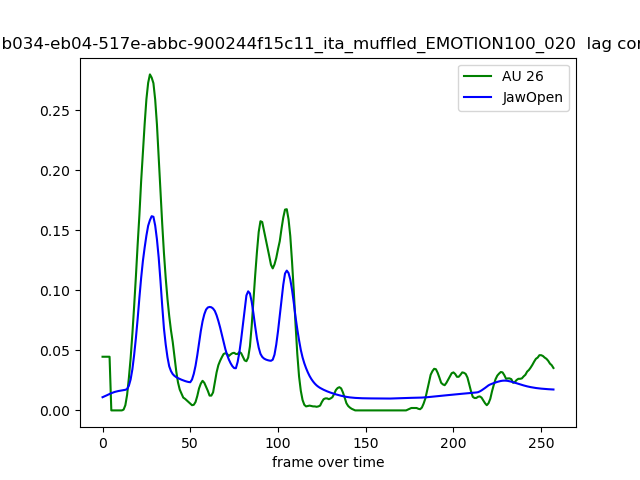 b034-eb04-517e-abbc-900244f15c11_ita_muffled_EMOTION100_020 lag cor
AU 26
JawOpen
0.25
0.20
0.15
0.10
0.05
0.00
0 50 100 150 200 250
frame over time